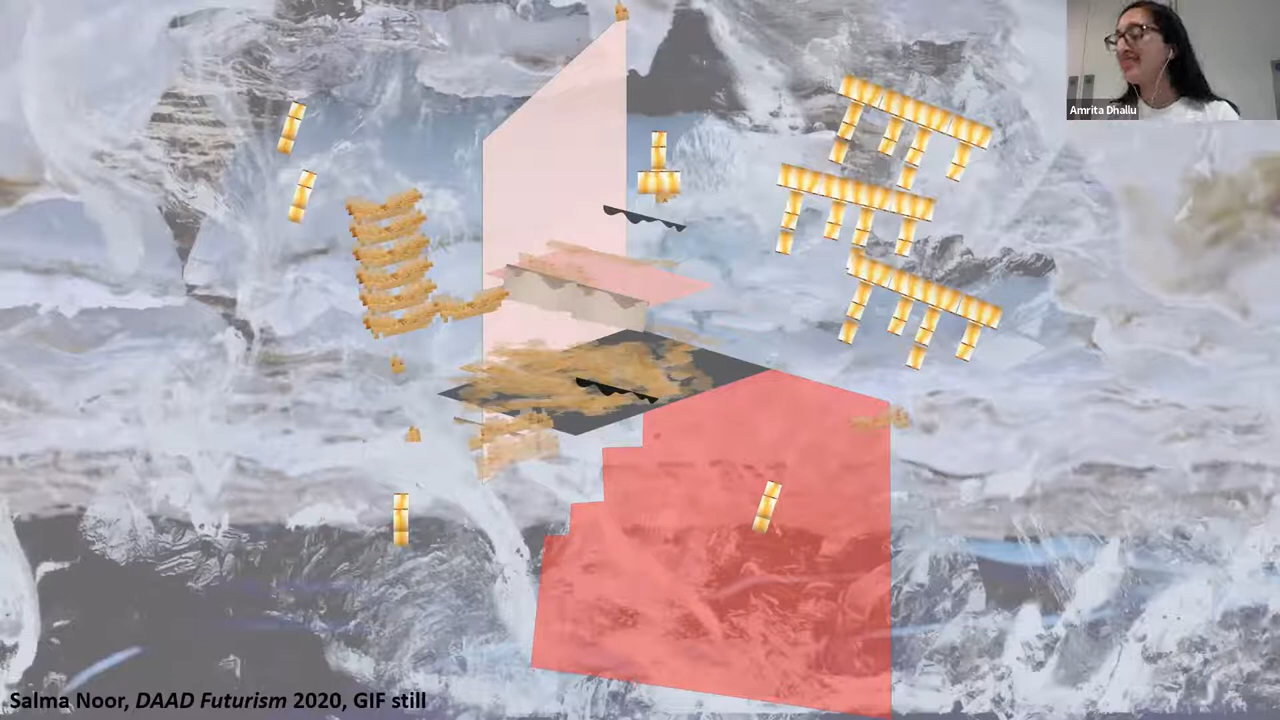 Amrita Dhallu
Salma Noor, DAAD Futurism 2020, GIF still